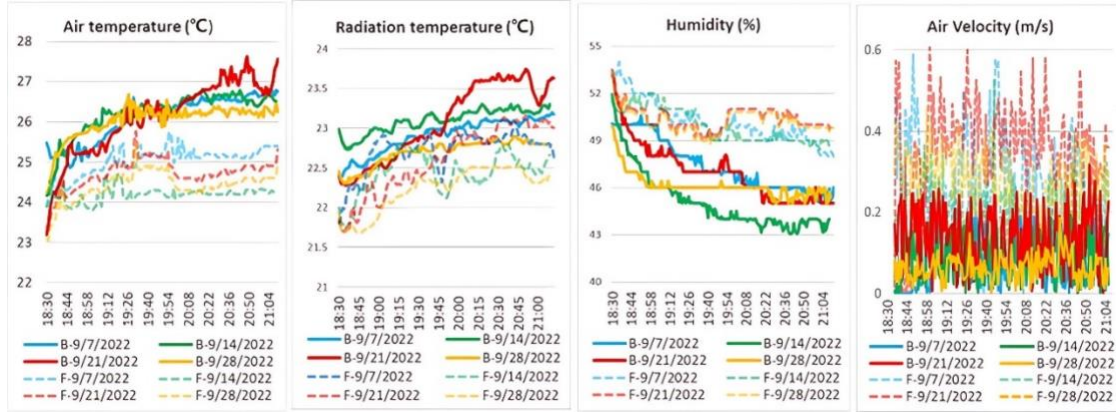 Air temperature (℃)
28
27
26
25
24
23
22
18:30
18:44
18:58
19:12
19:26
19:40
19:54
20:08
20:22
20:36
20:50
21:04
B-9/7/2022
B-9/14/2022
B-9/21/2022
B-9/28/2022
F-9/7/2022
F-9/14/2022
F-9/21/2022
F-9/28/2022
Radiation temperature (℃)
24
23.5
23
22.5
22
21.5
21
18:30
18:45
19:00
19:15
19:30
19:45
20:00
20:15
20:30
20:45
21:00
B-9/7/2022
B-9/14/2022
B-9/21/2022
B-9/28/2022
F-9/7/2022
F-9/14/2022
F-9/21/2022
F-9/28/2022
Humidity (%)
55
52
49
46
43
40
18:30
18:44
18:58
19:12
19:26
19:40
19:54
20:08
20:22
20:36
20:50
21:04
B-9/7/2022
B-9/14/2022
B-9/21/2022
B-9/28/2022
F-9/7/2022
F-9/14/2022
F-9/21/2022
F-9/28/2022
Air Velocity (m/s)
0.6
0.4
0.2
0
18:30
18:44
18:58
19:12
19:26
19:40
19:54
20:08
20:22
20:36
20:50
21:04
B-9/7/2022
B-9/14/2022
B-9/21/2022
B-9/28/2022
F-9/7/2022
F-9/14/2022
F-9/21/2022
F-9/28/2022